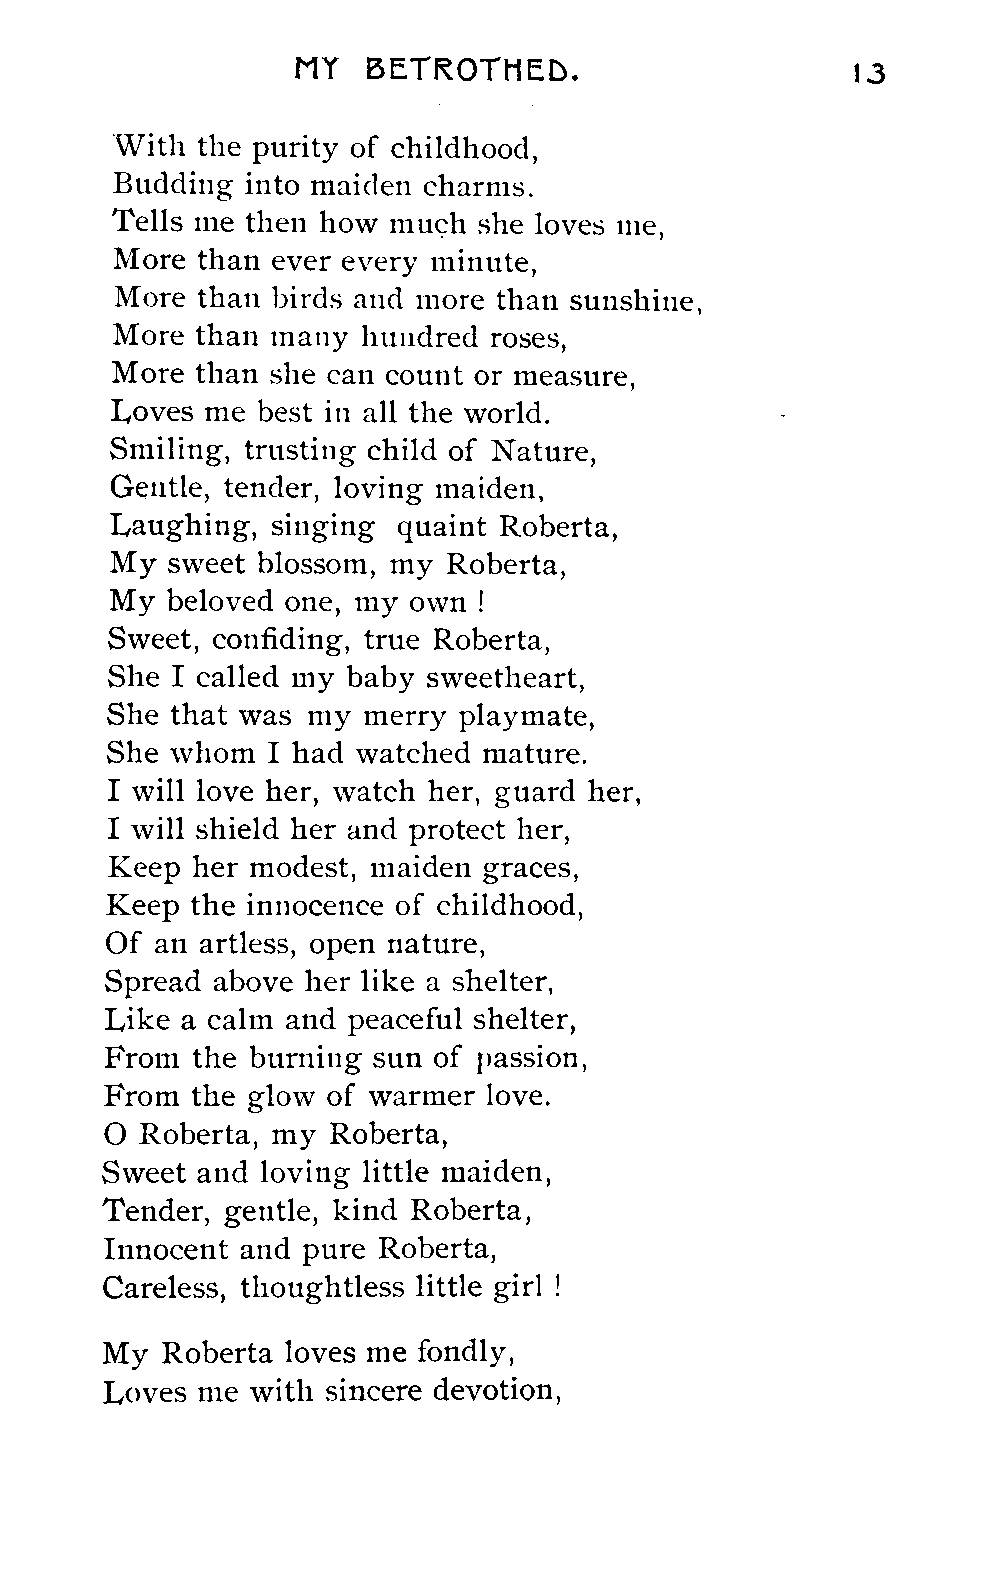 MY BETROTHED. 13
With the purity of childhood,
Budding into maiden charms.
Tells me then how much she loves me,
More than ever every minute,
More than birds and more than sunshine,
More than many hundred roses,
More than she can count or measure,
Loves me best in all the world.
Smiling, trusting child of Nature,
Gentle, tender, loving maiden,
Laughing, singing quaint Roberta,
My sweet blossom, my Roberta,
My beloved one, my own !
Sweet, confiding, true Roberta,
She I called my baby sweetheart,
She that was my merry playmate,
She whom I had watched mature.
I will love her, watch her, guard her,
I will shield her and protect her,
Keep her modest, maiden graces,
Keep the innocence of childhood,
Of an artless, open nature,
Spread above her like a shelter,
Like a calm and peaceful shelter,
From the burning sun of passion,
From the glow of warmer love.
O Roberta, my Roberta,
Sweet and loving little maiden,
Tender, gentle, kind Roberta,
Innocent and pure Roberta,
Careless, thoughtless little girl !
My Roberta loves me fondly,
Loves me with sincere devotion,